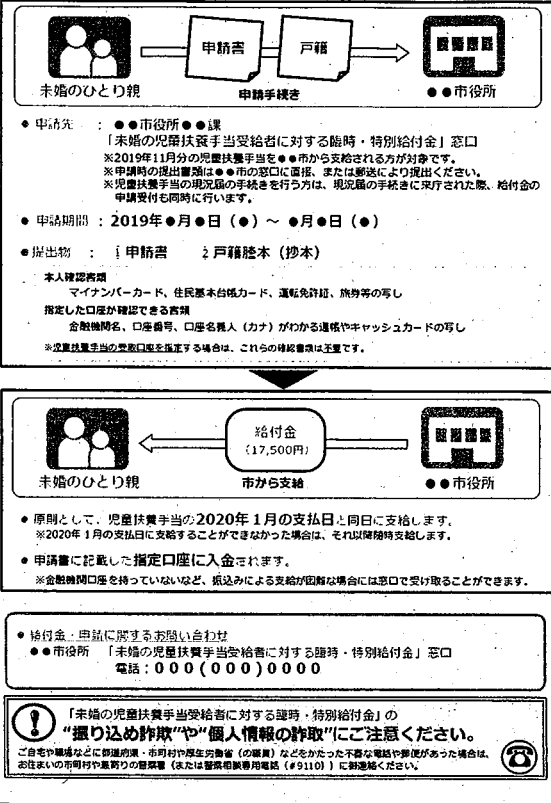 申請書
戸籍
未婚のひとり親
申請手続き
●●市役所
● 申請先 : ●●市役所●●課
「未婚の児童扶養手当受給者に対する臨時・特別給付金」窓口
※2019年11月分の児童扶養手当を●●市から支給される方が対象です。
※申請時の提出書類は●●市の窓口に直接、または郵送により提出ください。
※児童扶養手当の現況届の手続きを行う方は、現況届の手続きに来庁された際、給付金の
申請受付も同時に行います。
● 申請期間 : 2019年●月●日(●) ~ ●月●日(●)
● 提出物 : 1 申請書 2 戸籍謄本(抄本)
本人確認書類
マイナンバーカード、住民基本台帳カード、運転免許証、旅券等の写し
指定した口座が確認できる書類
金融機関名、口座番号、口座名義人(カナ)がわかる通帳やキャッシュカードの写し
※児童扶養手当の受取口座を指定する場合は、これらの確認書類は不要です。
給付金
(17,500円)
未婚のひとり親
市から支給
●●市役所
● 原則として、児童扶養手当の2020年1月の支払日と同日に支給します。
※2020年1月の支払日に支給することができなかった場合は、それ以降随時支給します。
● 申請書に記載した指定口座に入金されます。
※金融機関口座を持っていないなど、振込みによる支給が困難な場合には窓口で受け取ることができます。
● 給付金・申請に関するお問い合わせ
●●市役所 「未婚の児童扶養手当受給者に対する臨時・特別給付金」窓口
電話:000(000)0000
「未婚の児童扶養手当受給者に対する臨時・特別給付金」の
“振り込め詐欺”や“個人情報の詐取”にご注意ください。
ご自宅や職場などに都道府県・市町村や厚生労働省(の職員)などをかたった不審な電話や郵便があった場合は、
お住まいの市町村や最寄りの警察署(または警察相談専用電話(#9110))にご連絡ください。